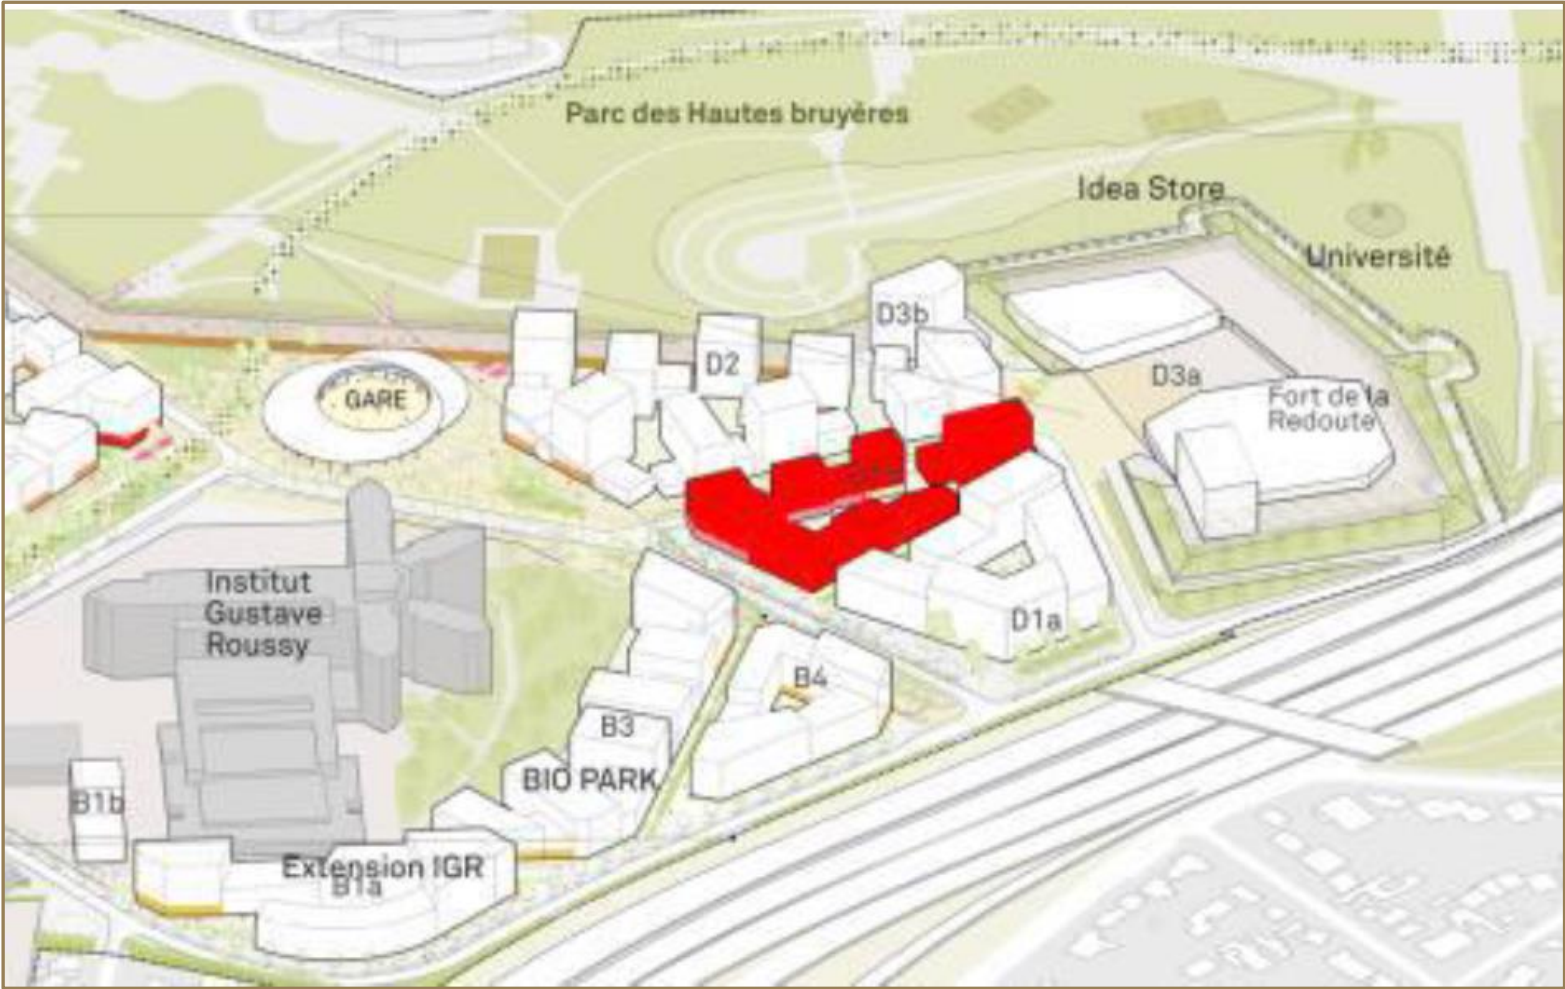 Parc des Hautes bruyères
Idea Store
Université
D3b
D2
D3a
GARE
Fort de la
Redoute
Institut
Gustave
Roussy
D1a
B4
B3
BIO PARK
B1b
Extension IGR
B1a